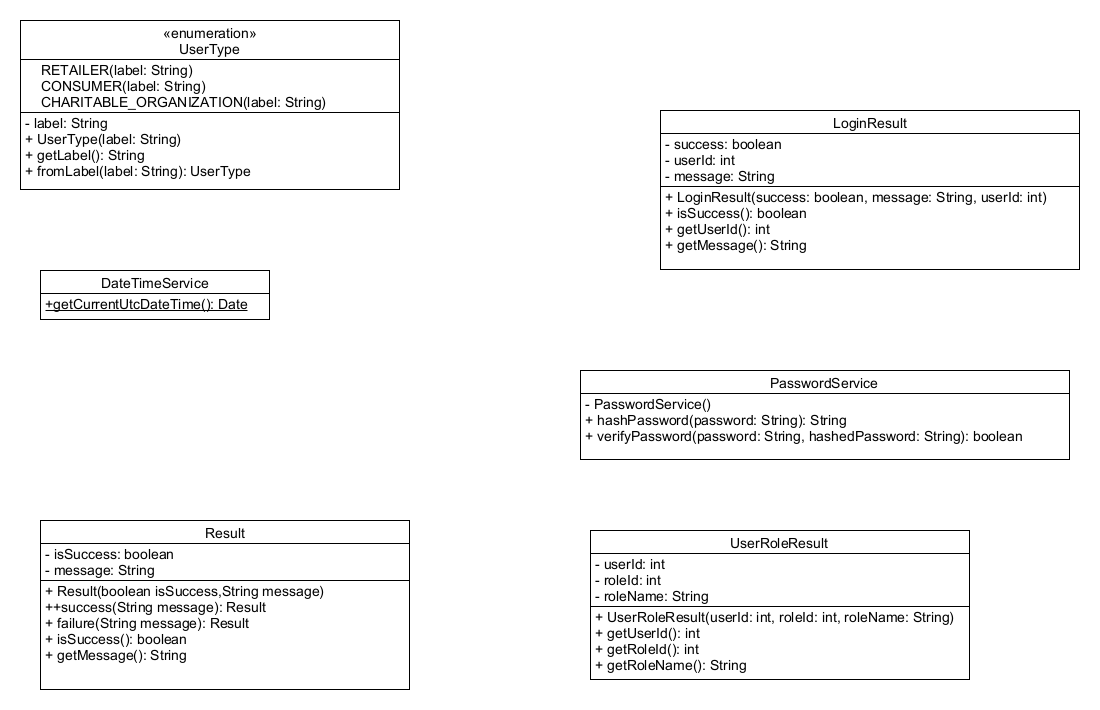 «enumeration»
UserType
RETAILER(label: String)
CONSUMER(label: String)
CHARITABLE_ORGANIZATION(label: String)
- label: String
+ UserType(label: String)
+ getLabel(): String
+ fromLabel(label: String): UserType
LoginResult
- success: boolean
- userId: int
- message: String
+ LoginResult(success: boolean, message: String, userId: int)
+ isSuccess(): boolean
+ getUserId(): int
+ getMessage(): String
DateTimeService
+getCurrentUtcDateTime(): Date
PasswordService
- PasswordService()
+ hashPassword(password: String): String
+ verifyPassword(password: String, hashedPassword: String): boolean
Result
- isSuccess: boolean
- message: String
+ Result(boolean isSuccess,String message)
++success(String message): Result
+ failure(String message): Result
+ isSuccess(): boolean
+ getMessage(): String
UserRoleResult
- userId: int
- roleId: int
- roleName: String
+ UserRoleResult(userId: int, roleId: int, roleName: String)
+ getUserId(): int
+ getRoleId(): int
+ getRoleName(): String